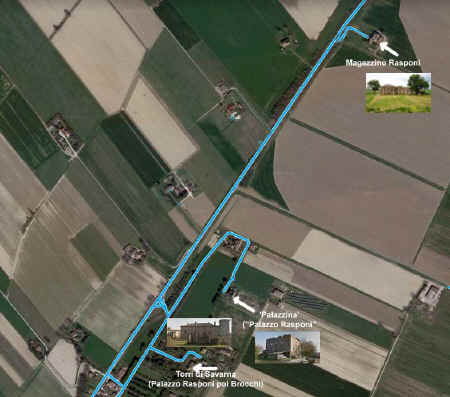 Magazzino Rasponi
'Palazzina'
("Palazzo Rasponi"
Torri di Savarna
(Palazzo Rasponi poi Brocchi)